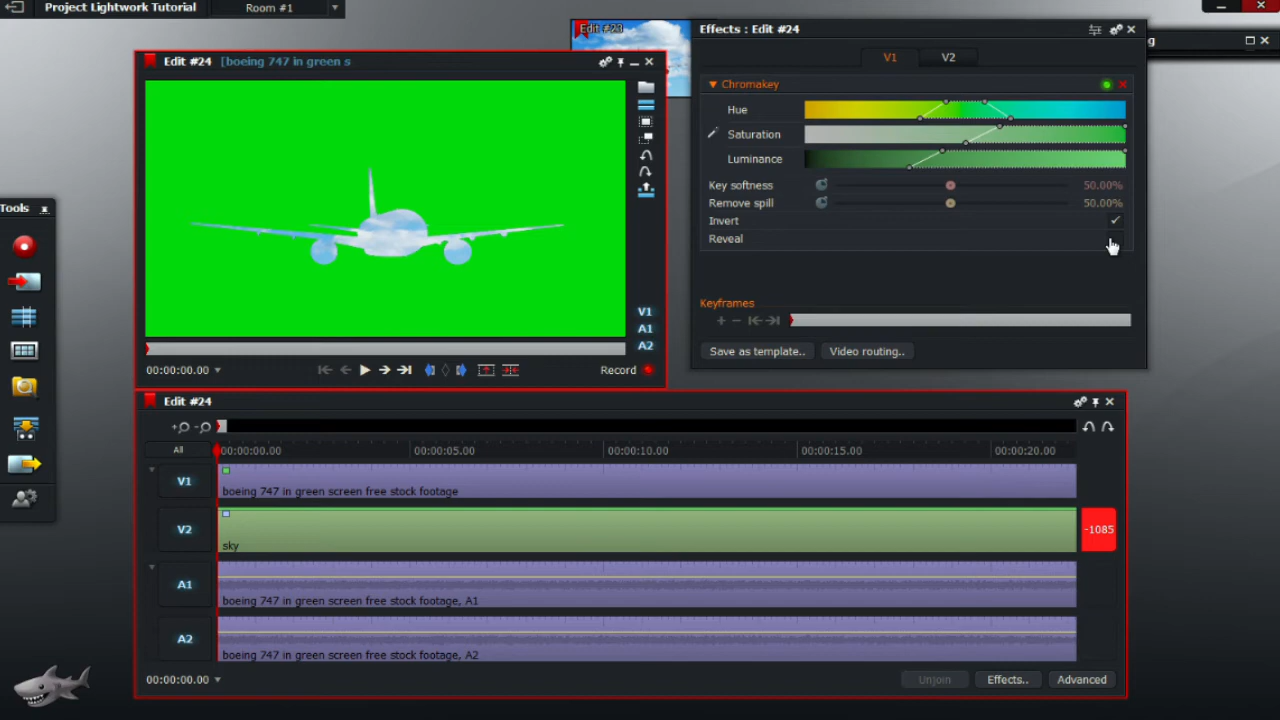 Project Lightwork Tutorial
Room #1
Edit #23
Effects : Edit #24
g
Edit #24 [boeing 747 in green s
V1 V2
Chromakey
Hue
Saturation
Luminance
Key softness 50.00%
Remove spill 50.00%
Invert
Reveal
Tools
V1
A1
A2
Keyframes
Save as template..
Video routing..
00:00:00.00
Record
Edit #24
All
00:00:00.00 00:00:05.00 00:00:10.00 00:00:15.00 00:00:20.00
V1
boeing 747 in green screen free stock footage
V2
sky
-1085
A1
boeing 747 in green screen free stock footage, A1
A2
boeing 747 in green screen free stock footage, A2
00:00:00.00
Unjoin
Effects..
Advanced